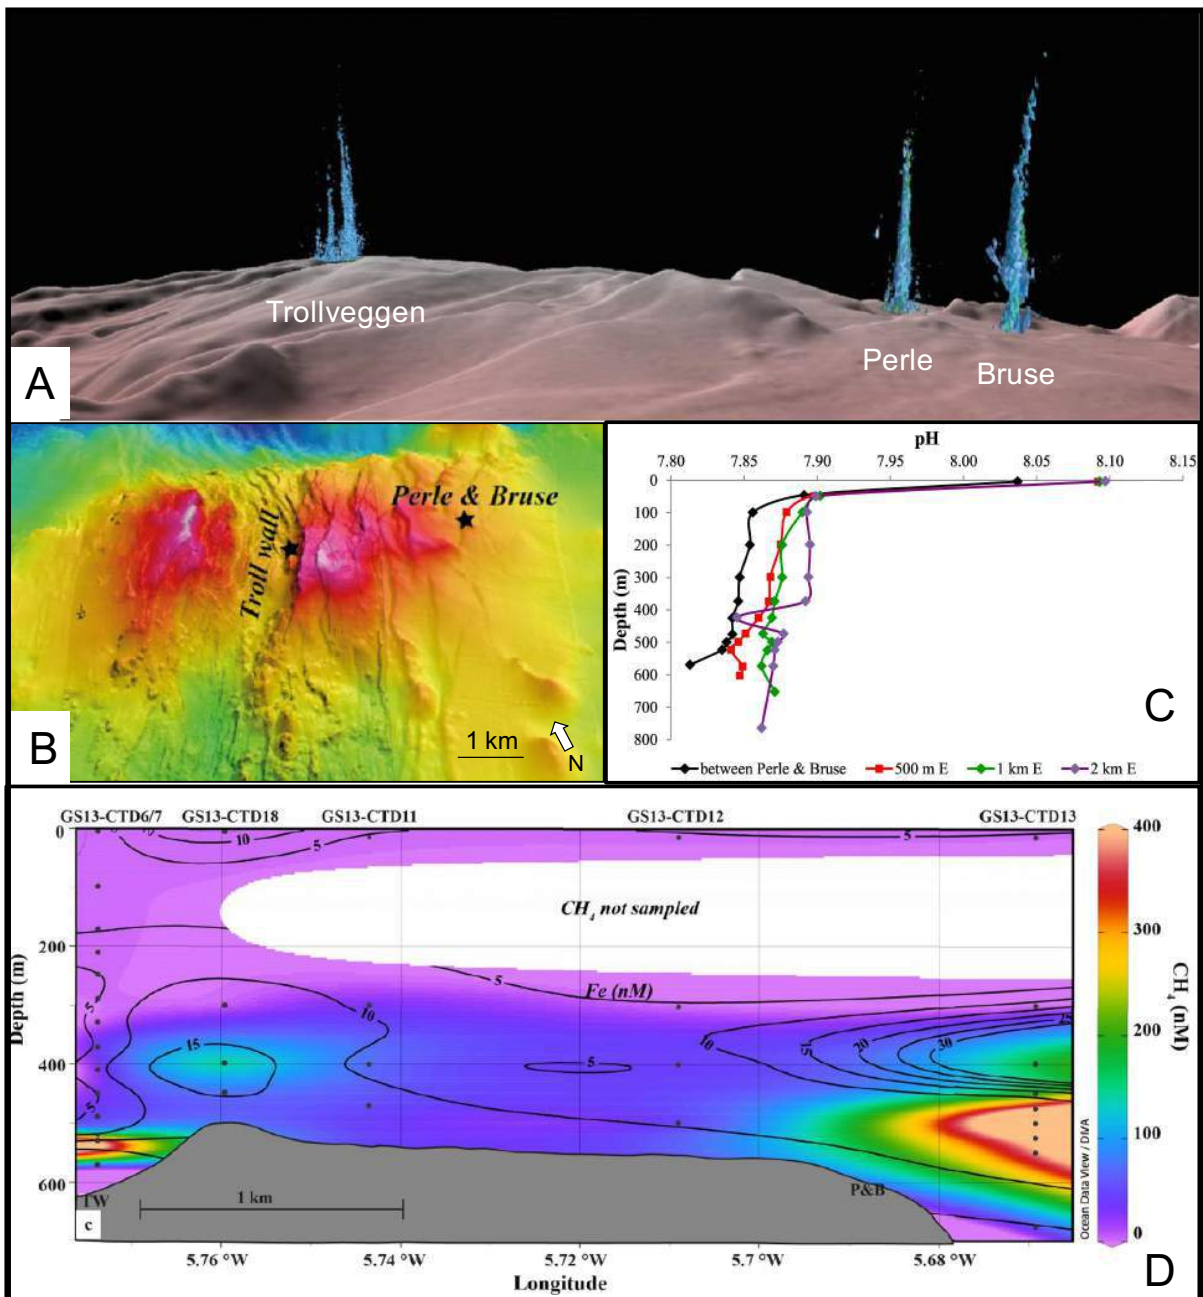 Trollveggen
Perle
Bruse
A
Perle & Bruse
Troll wall
1 km
N
B
pH
7.80 7.85 7.90 7.95 8.00 8.05 8.10 8.15
0
100
200
300
400
500
600
700
800
Depth (m)
C
between Perle & Bruse 500 m E 1 km E 2 km E
GS13-CTD6/7 GS13-CTD18 GS13-CTD11 GS13-CTD12 GS13-CTD13
0
200
400
600
Depth (m)
10
5
5
CH4 not sampled
5
Fe (nM)
5
10
15
5
10
15
20
25
30
5
TW
1 km
P&B
c
5.76 °W 5.74 °W 5.72 °W 5.7 °W 5.68 °W
Longitude
Ocean Data View / DIVA
400
300
200
100
0
CH4 (nM)
D